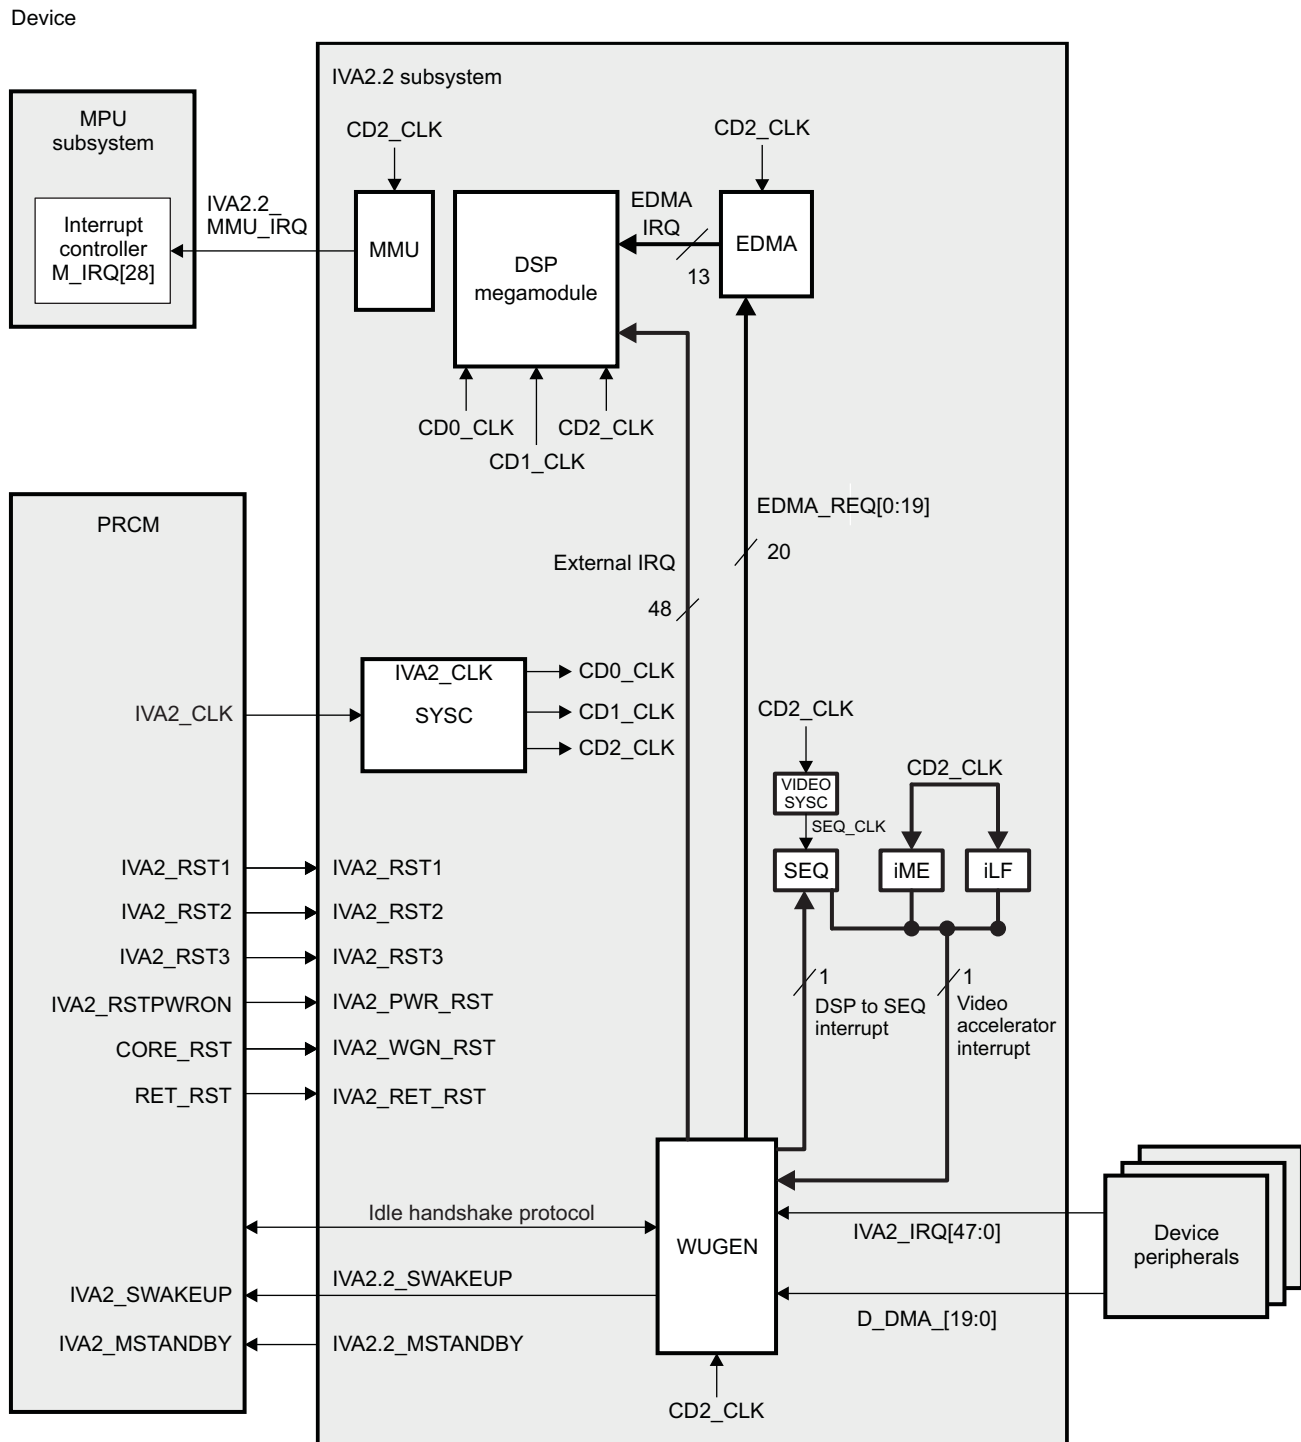 Device
IVA2.2 subsystem
MPU
subsystem
Interrupt
controller
M_IRQ[28]
IVA2.2_
MMU_IRQ
CD2_CLK
MMU
DSP
megamodule
EDMA
IRQ
13
CD2_CLK
EDMA
CD0_CLK
CD2_CLK
CD1_CLK
EDMA_REQ[0:19]
20
External IRQ
48
PRCM
IVA2_CLK
IVA2_CLK
SYSC
CD0_CLK
CD1_CLK
CD2_CLK
CD2_CLK
VIDEO
SYSC
SEQ_CLK
SEQ
CD2_CLK
iME
iLF
1
DSP to SEQ
interrupt
1
Video
accelerator
interrupt
IVA2_RST1
IVA2_RST1
IVA2_RST2
IVA2_RST2
IVA2_RST3
IVA2_RST3
IVA2_RSTPWRON
IVA2_PWR_RST
CORE_RST
IVA2_WGN_RST
RET_RST
IVA2_RET_RST
Idle handshake protocol
WUGEN
IVA2_IRQ[47:0]
Device
peripherals
IVA2_SWAKEUP
IVA2.2_SWAKEUP
D_DMA_[19:0]
IVA2_MSTANDBY
IVA2.2_MSTANDBY
CD2_CLK